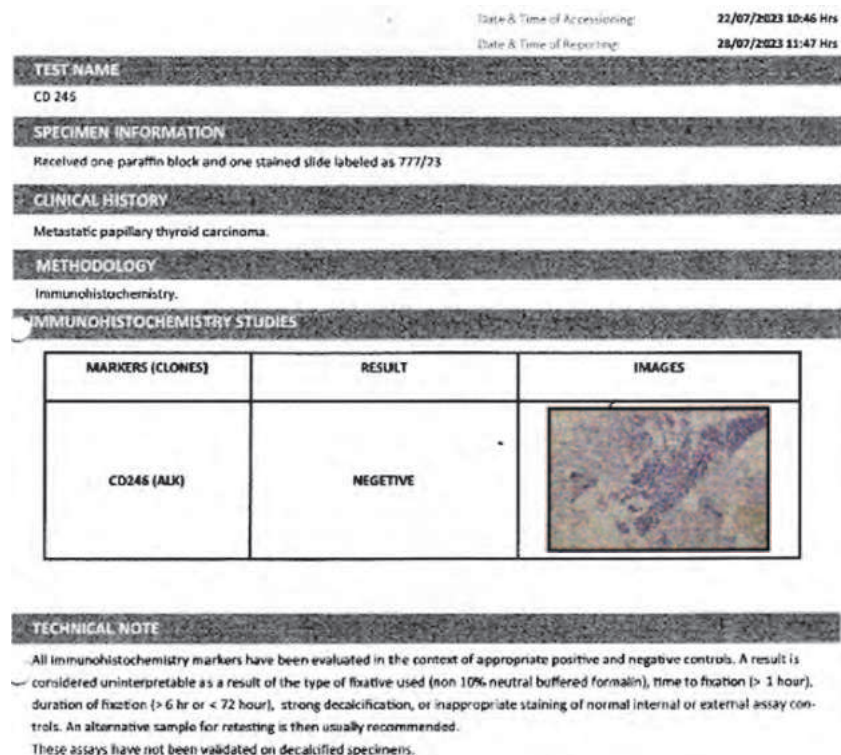 Date & Time of Accessioning: 22/07/2023 10:46 Hrs
Date & Time of Reporting: 28/07/2023 11:47 Hrs
TEST NAME
CD 246
SPECIMEN INFORMATION
Received one paraffin block and one stained slide labeled as 777/23
CLINICAL HISTORY
Metastatic papillary thyroid carcinoma.
METHODOLOGY
Immunohistochemistry.
IMMUNOHISTOCHEMISTRY STUDIES
MARKERS (CLONES) RESULT IMAGES
CD246 (ALK) NEGETIVE
TECHNICAL NOTE
All immunohistochemistry markers have been evaluated in the context of appropriate positive and negative controls. A result is
considered uninterpretable as a result of the type of fixative used (non 10% neutral buffered formalin), time to fixation (> 1 hour),
duration of fixation (> 6 hr or < 72 hour), strong decalcification, or inappropriate staining of normal internal or external assay con-
trols. An alternative sample for retesting is then usually recommended.
These assays have not been validated on decalcified specimens.